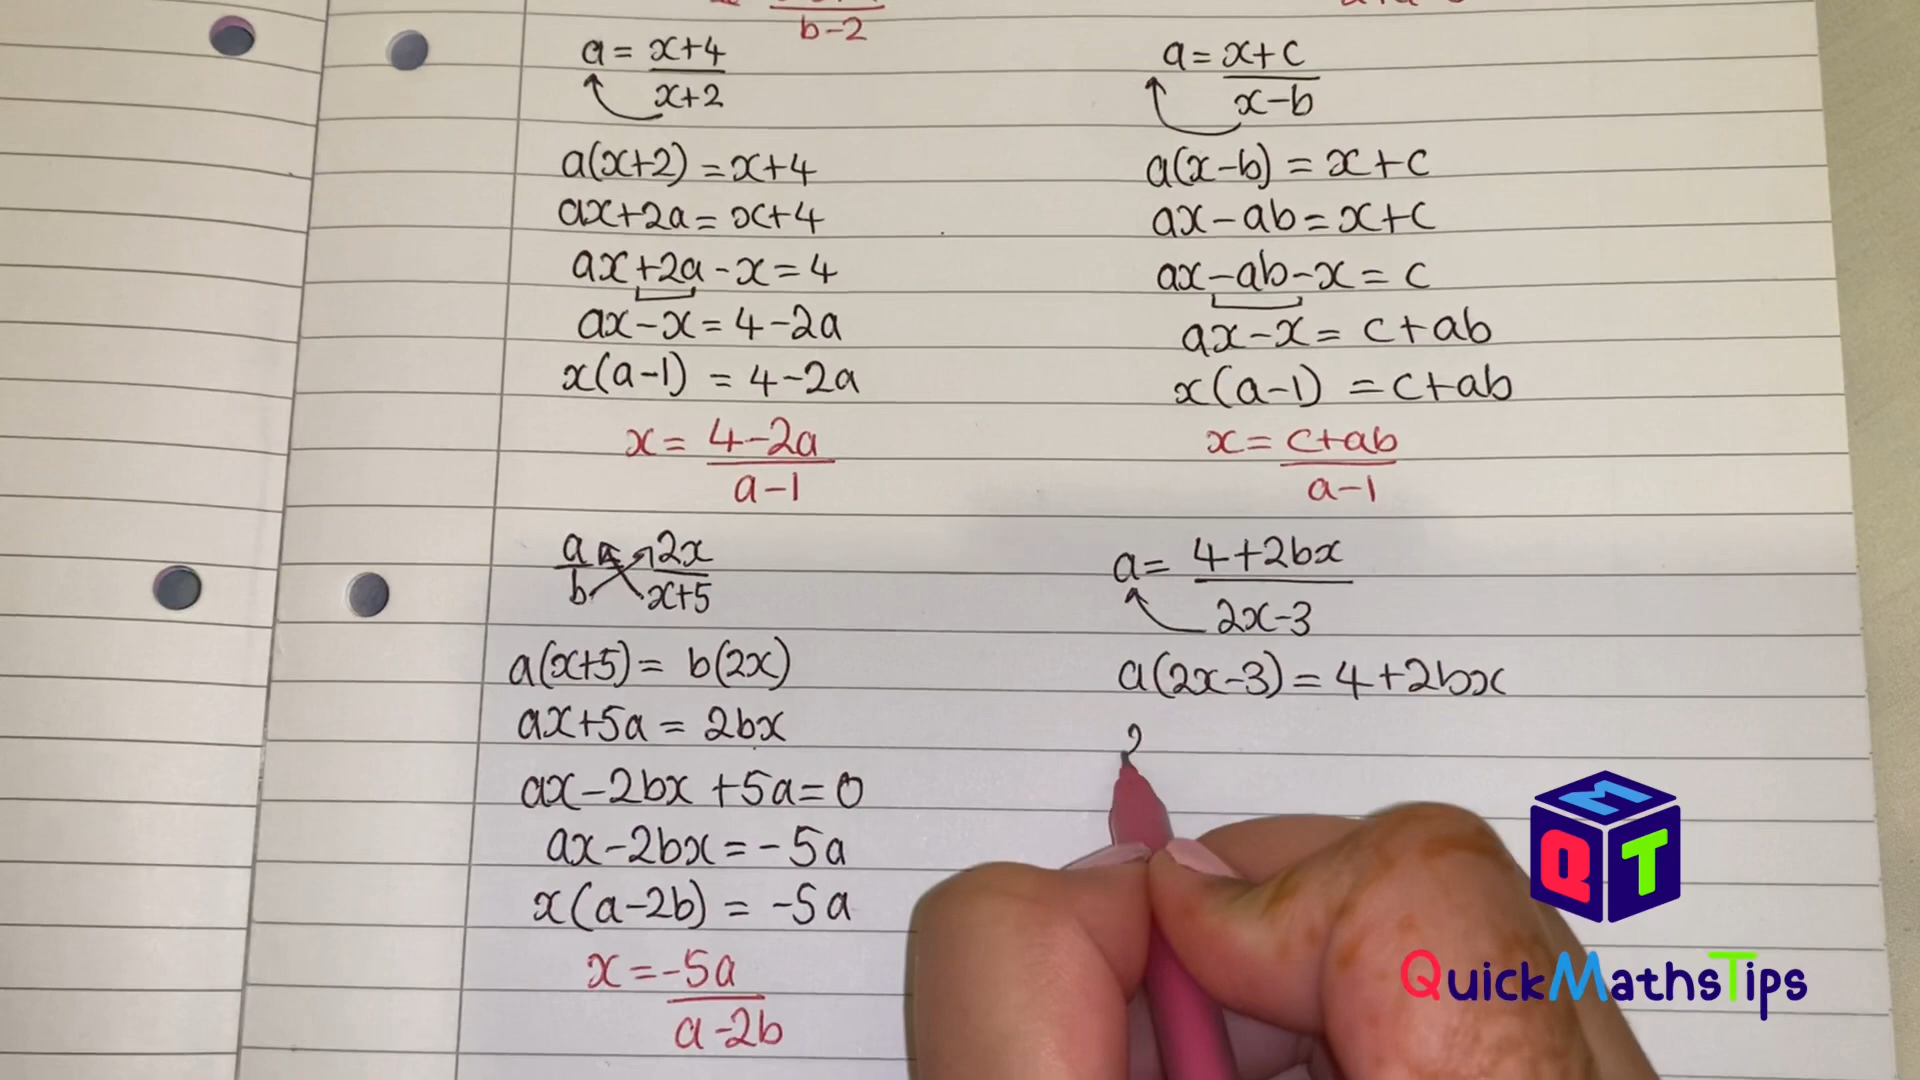 b-2
a = x+4
x+2
a(x+2) = x+4
ax+2a = x+4
ax+2a-x = 4
ax-x = 4-2a
x(a-1) = 4-2a
x = 4-2a
a-1
a = x+c
x-b
a(x-b) = x+c
ax-ab = x+c
ax-ab-x = c
ax-x = c+ab
x(a-1) = c+ab
x = c+ab
a-1
a = 2x
b x+5
a(x+5) = b(2x)
ax+5a = 2bx
ax-2bx+5a = 0
ax-2bx = -5a
x(a-2b) = -5a
x = -5a
a-2b
a = 4+2bx
2x-3
a(2x-3) = 4+2bx
2
QMT
QuickMathsTips